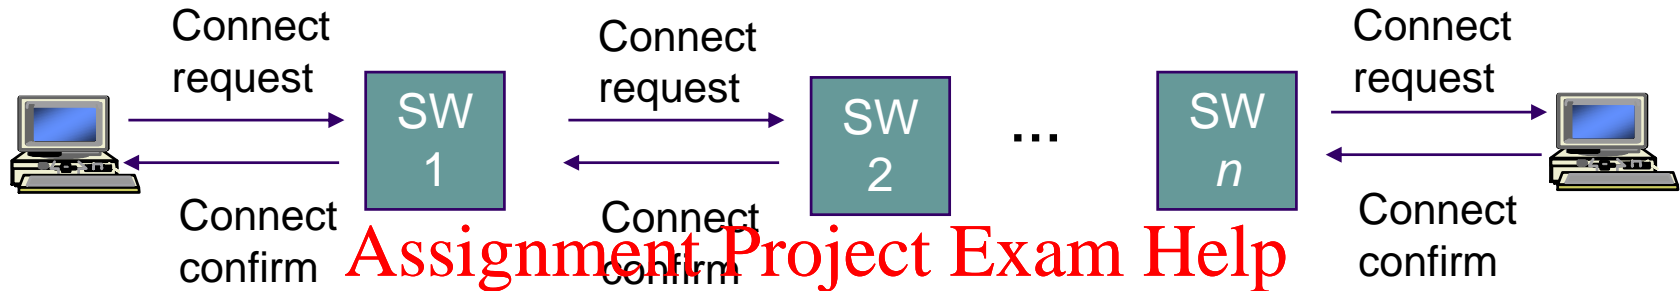 Connect
request
Connect
request
Connect
request
SW
1
SW
2
...
SW
n
Connect
confirm
Connect
confirm
Connect
confirm
Assignment Project Exam Help